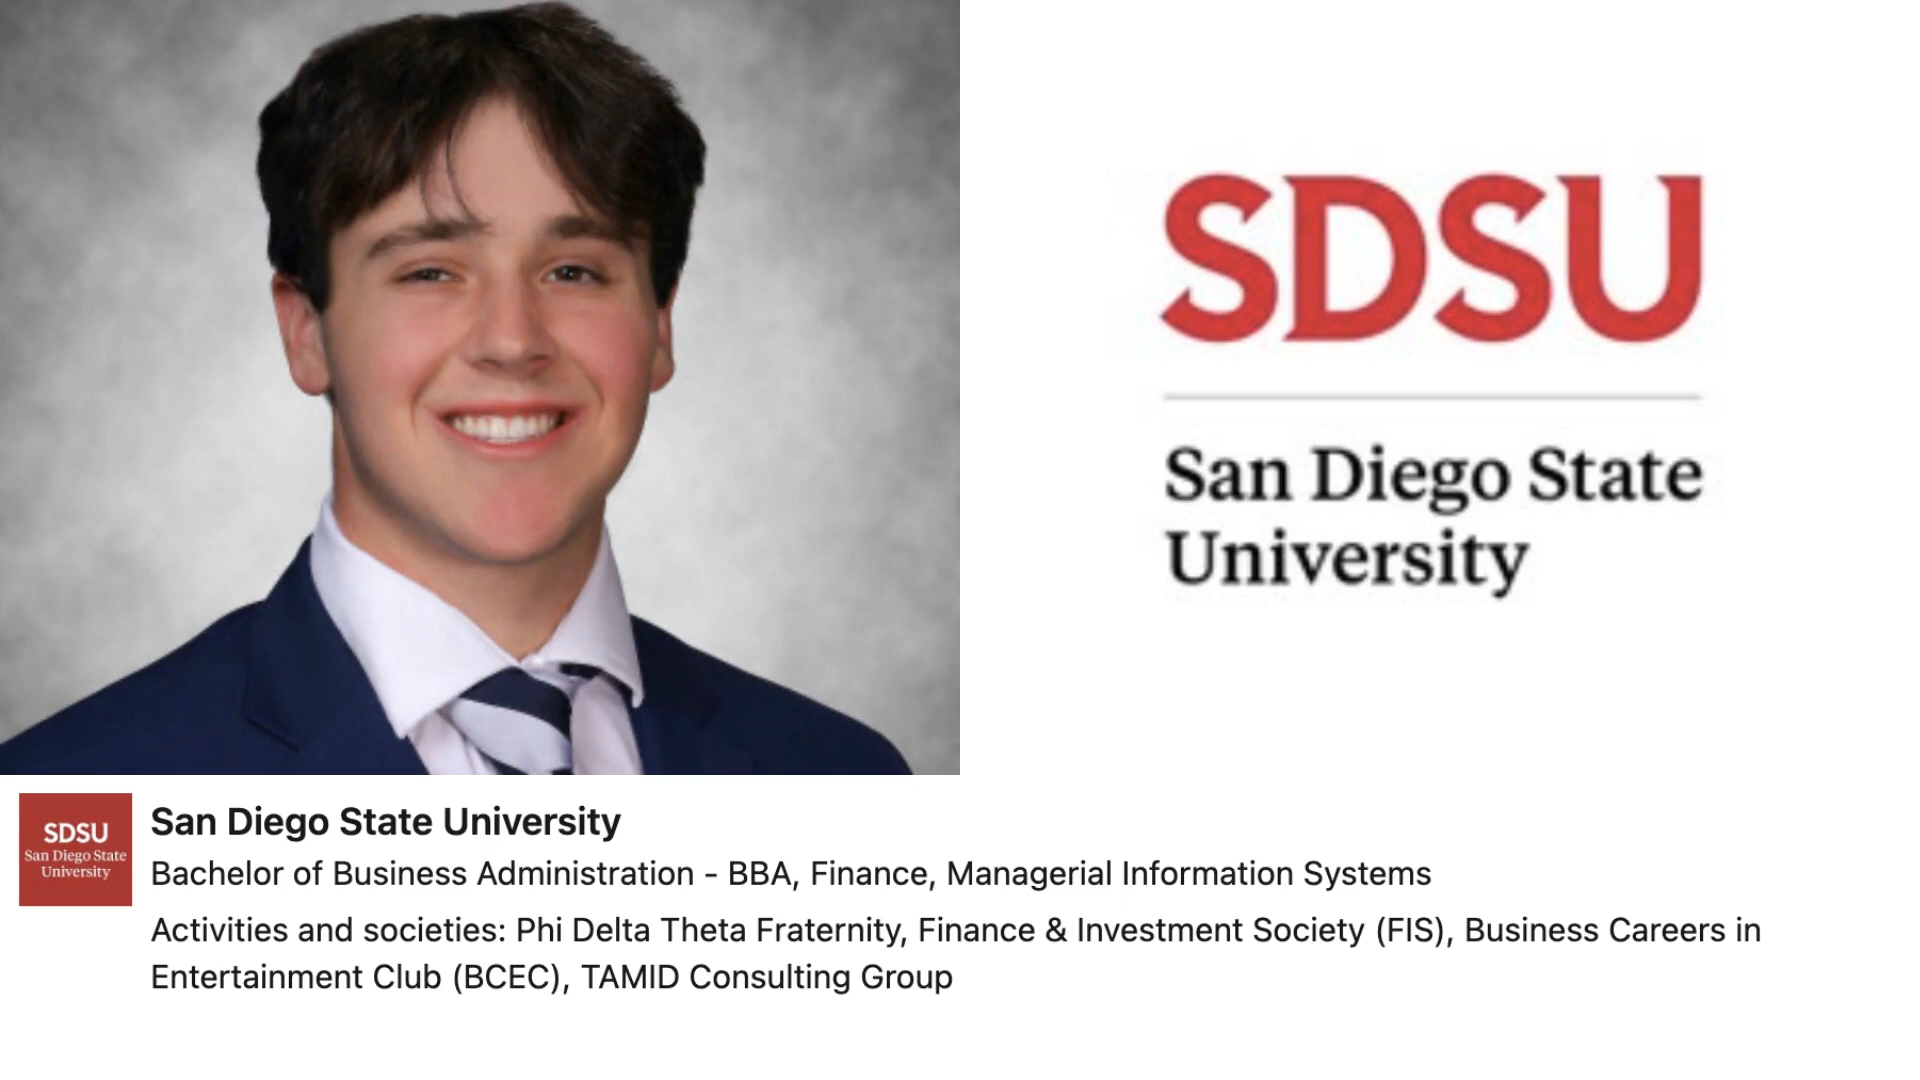 SDSU
San Diego State
University
SDSU
San Diego State
University
San Diego State University
Bachelor of Business Administration - BBA, Finance, Managerial Information Systems
Activities and societies: Phi Delta Theta Fraternity, Finance & Investment Society (FIS), Business Careers in
Entertainment Club (BCEC), TAMID Consulting Group